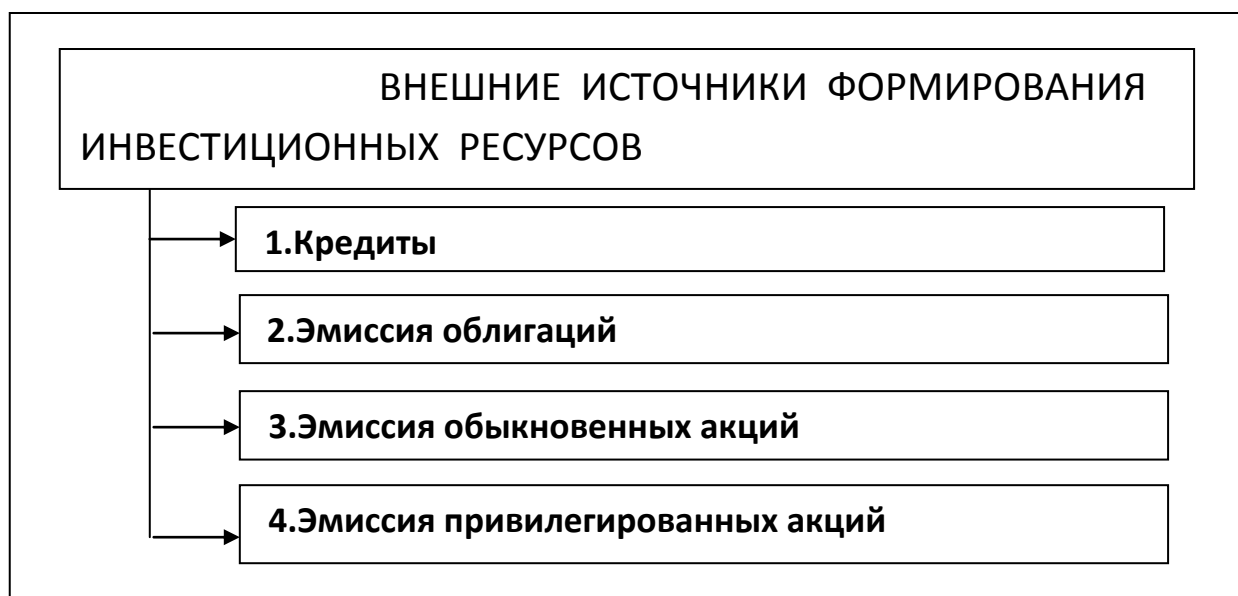 ВНЕШНИЕ ИСТОЧНИКИ ФОРМИРОВАНИЯ
ИНВЕСТИЦИОННЫХ РЕСУРСОВ
1.Кредиты
2.Эмиссия облигаций
3.Эмиссия обыкновенных акций
4.Эмиссия привилегированных акций